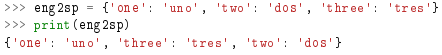 >>> eng2sp = {'one': 'uno', 'two': 'dos', 'three': 'tres'}
>>> print(eng2sp)
{'one': 'uno', 'three': 'tres', 'two': 'dos'}